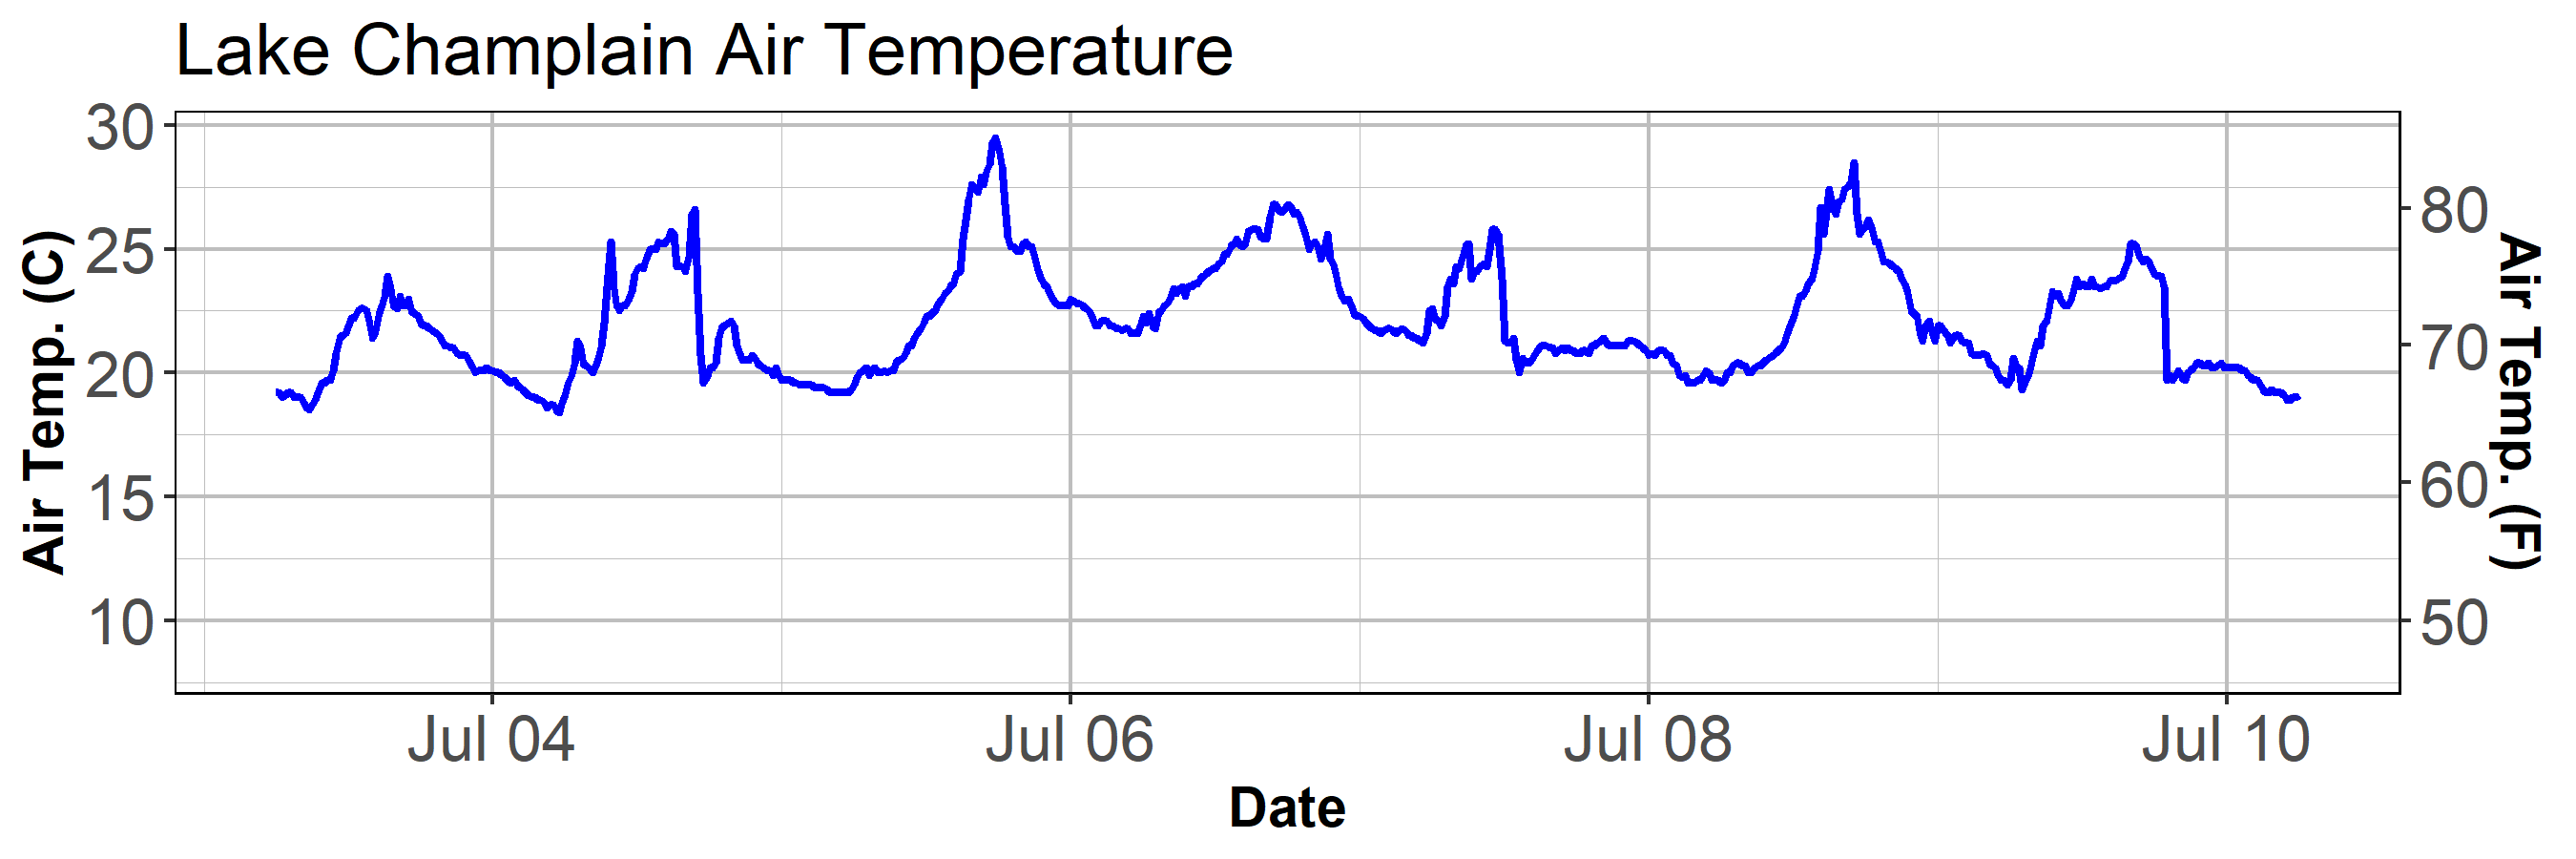 Lake Champlain Air Temperature
Air Temp. (C)
30
25
20
15
10
80
70
60
50
Air Temp. (F)
Jul 04
Jul 06
Jul 08
Jul 10
Date